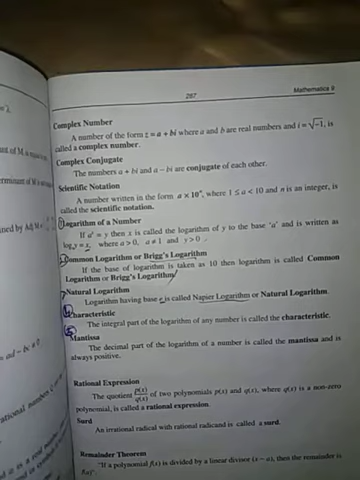 287 Mathematics 9
Complex Number
A number of the form z = a + bi where a and b are real numbers and i = √−1, is
called a complex number.
Complex Conjugate
The numbers a + bi and a − bi are conjugate of each other.
Scientific Notation
A number written in the form a × 10ⁿ, where 1 ≤ a < 10 and n is an integer, is
called the scientific notation.
Logarithm of a Number
If aˣ = y then x is called the logarithm of y to the base 'a' and is written as
logₐy = x, where a > 0, a ≠ 1 and y > 0.
Common Logarithm or Brigg's Logarithm
If the base of logarithm is taken as 10 then logarithm is called Common
Logarithm or Brigg's Logarithm
Natural Logarithm
Logarithm having base e is called Napier Logarithm or Natural Logarithm.
Characteristic
The integral part of the logarithm of any number is called the characteristic.
Mantissa
The decimal part of the logarithm of a number is called the mantissa and is
always positive.
Rational Expression
The quotient p(x)/q(x) of two polynomials p(x) and q(x), where q(x) is a non-zero
polynomial, is called a rational expression.
Surd
An irrational radical with rational radicand is called a surd.
Remainder Theorem
"If a polynomial f(x) is divided by a linear divisor (x − a), then the remainder is
f(a)".